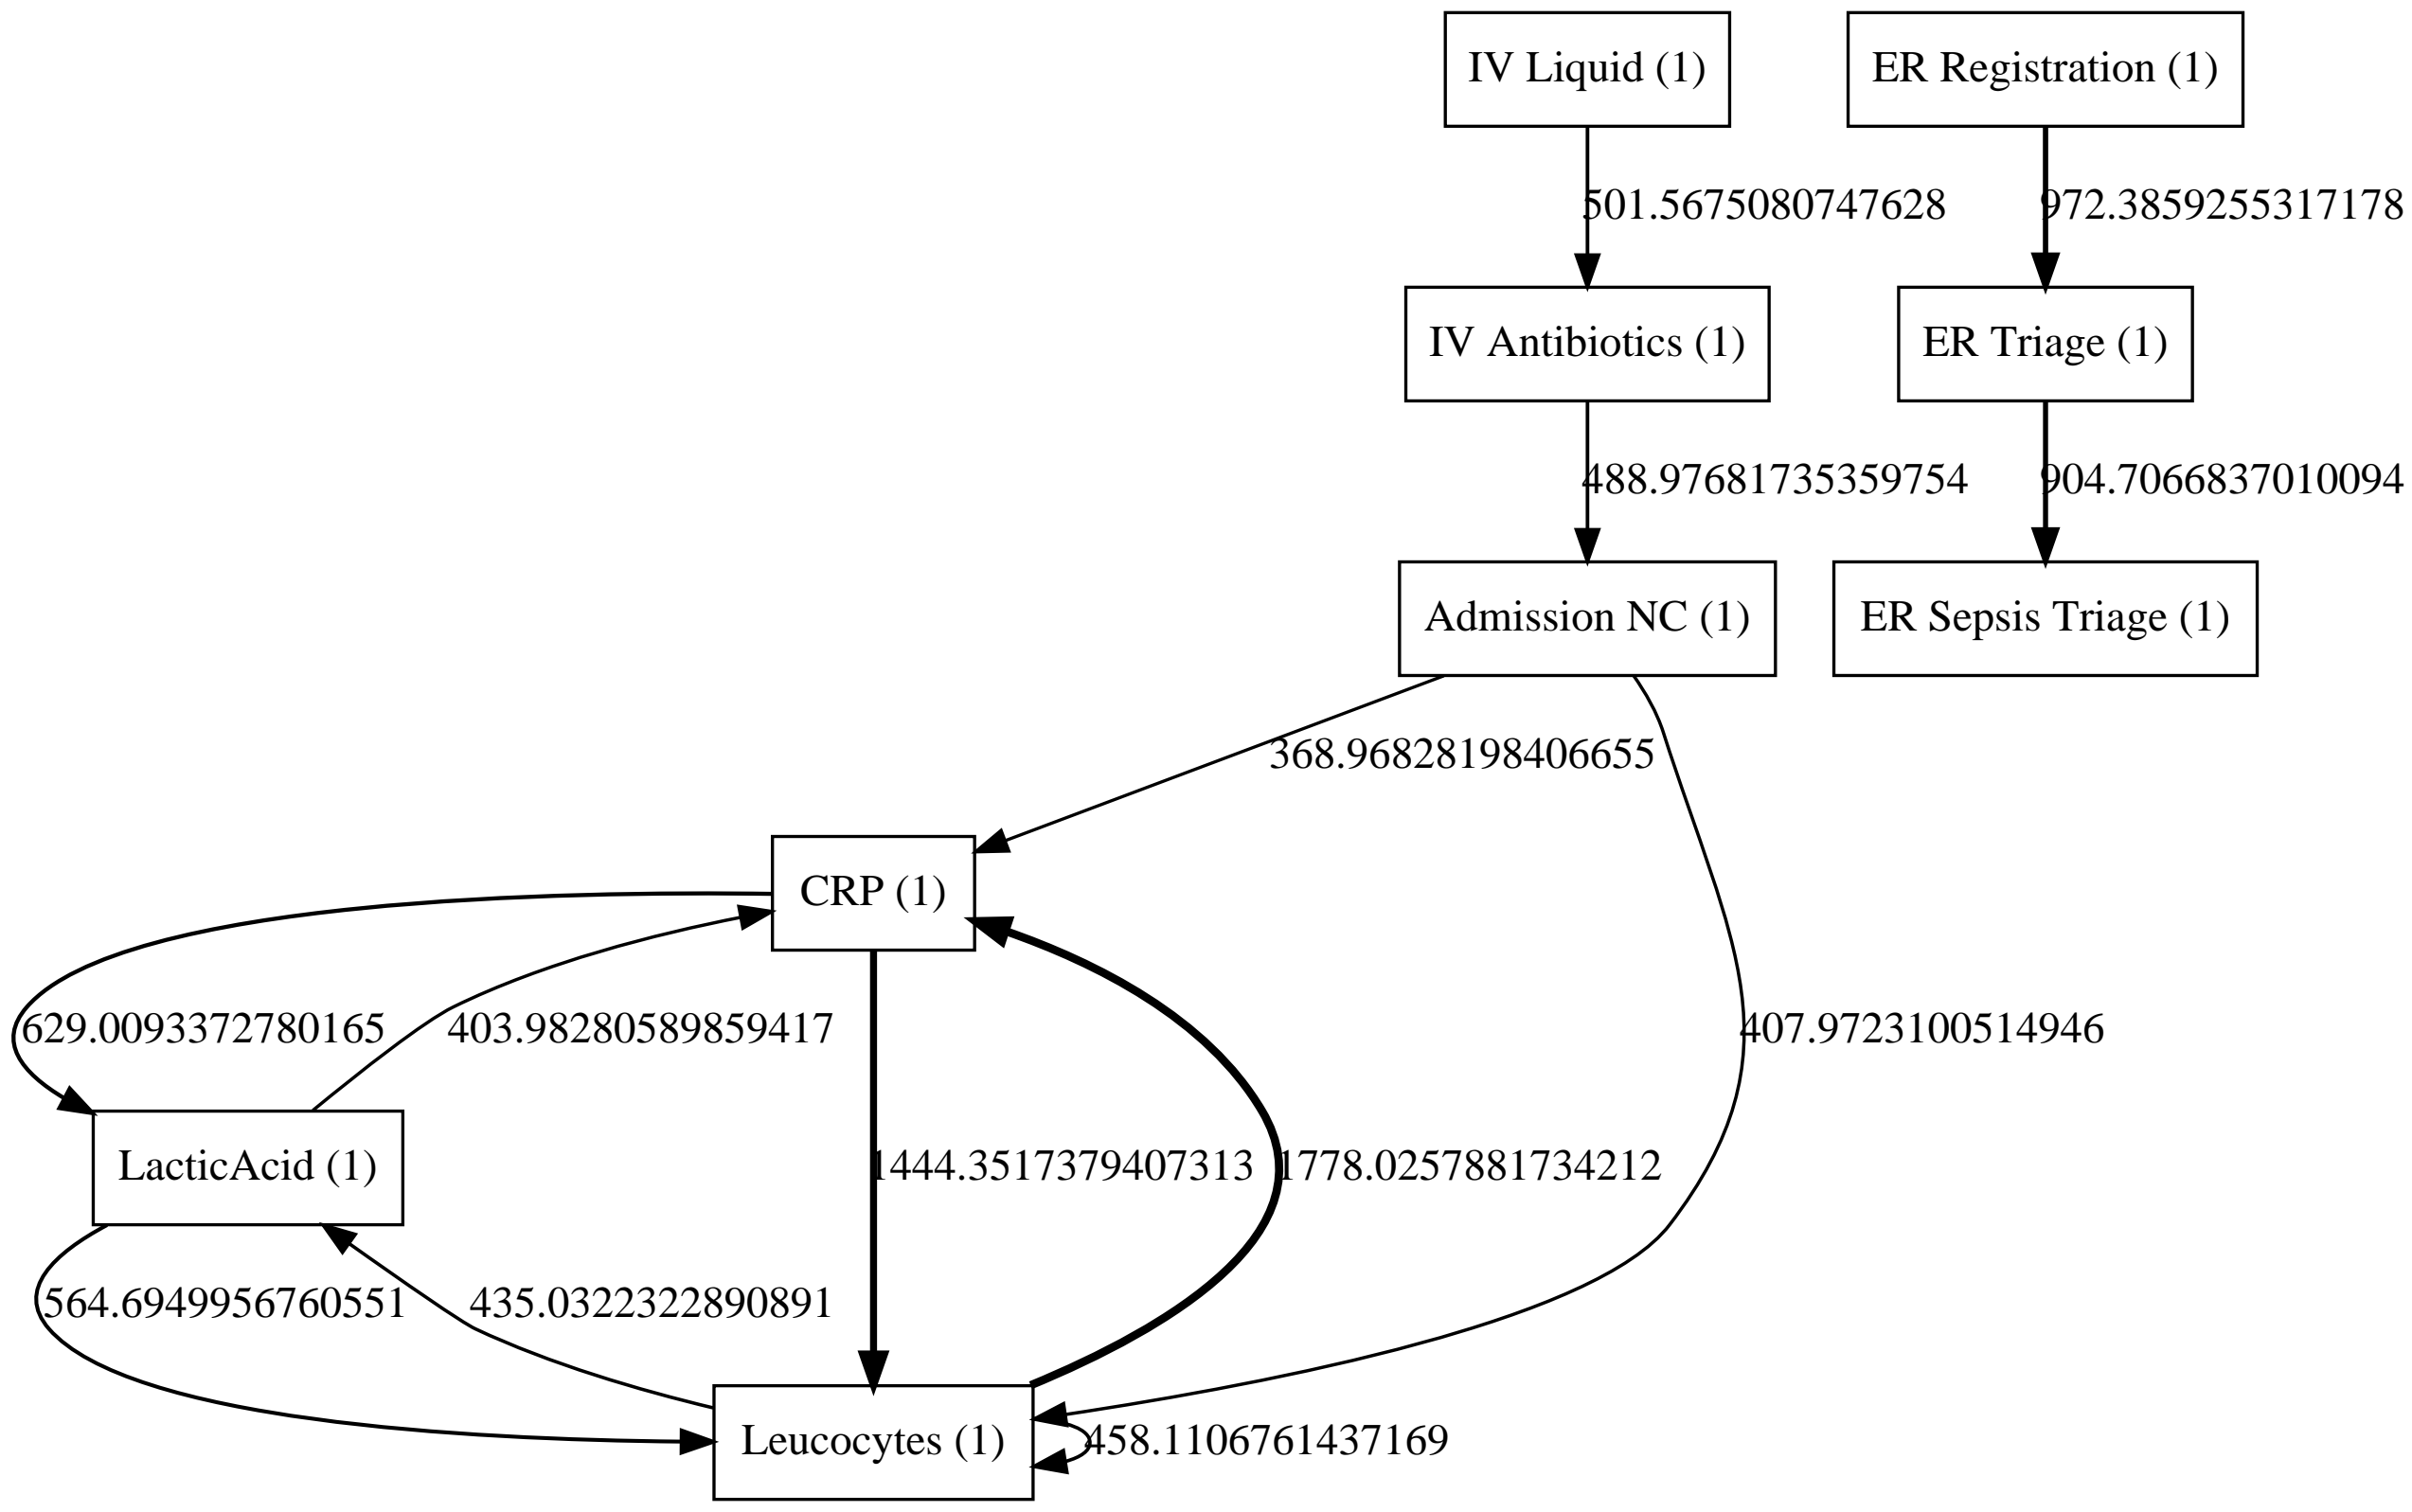 IV Liquid (1)
ER Registration (1)
501.5675080747628
972.3859255317178
IV Antibiotics (1)
ER Triage (1)
488.97681735359754
904.7066837010094
Admission NC (1)
ER Sepsis Triage (1)
368.96828198406655
CRP (1)
629.0093372780165
403.98280589859417
407.9723100514946
LacticAcid (1)
1444.3517379407313
1778.0257881734212
564.6949956760551
435.0322322890891
Leucocytes (1)
458.1106761437169